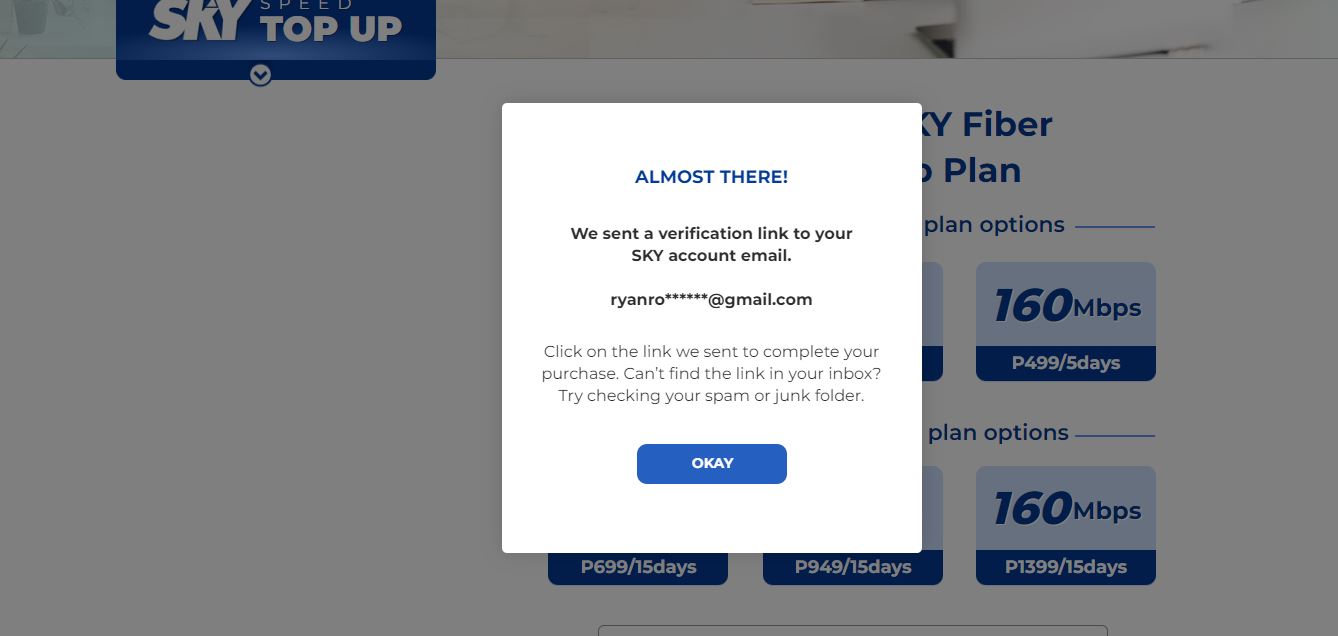 SKY SPEED
TOP UP
KY Fiber
Plan
plan options
160Mbps
P499/5days
plan options
160Mbps
P699/15days
P949/15days
P1399/15days
ALMOST THERE!
We sent a verification link to your
SKY account email.
ryanro******@gmail.com
Click on the link we sent to complete your
purchase. Can't find the link in your inbox?
Try checking your spam or junk folder.
OKAY